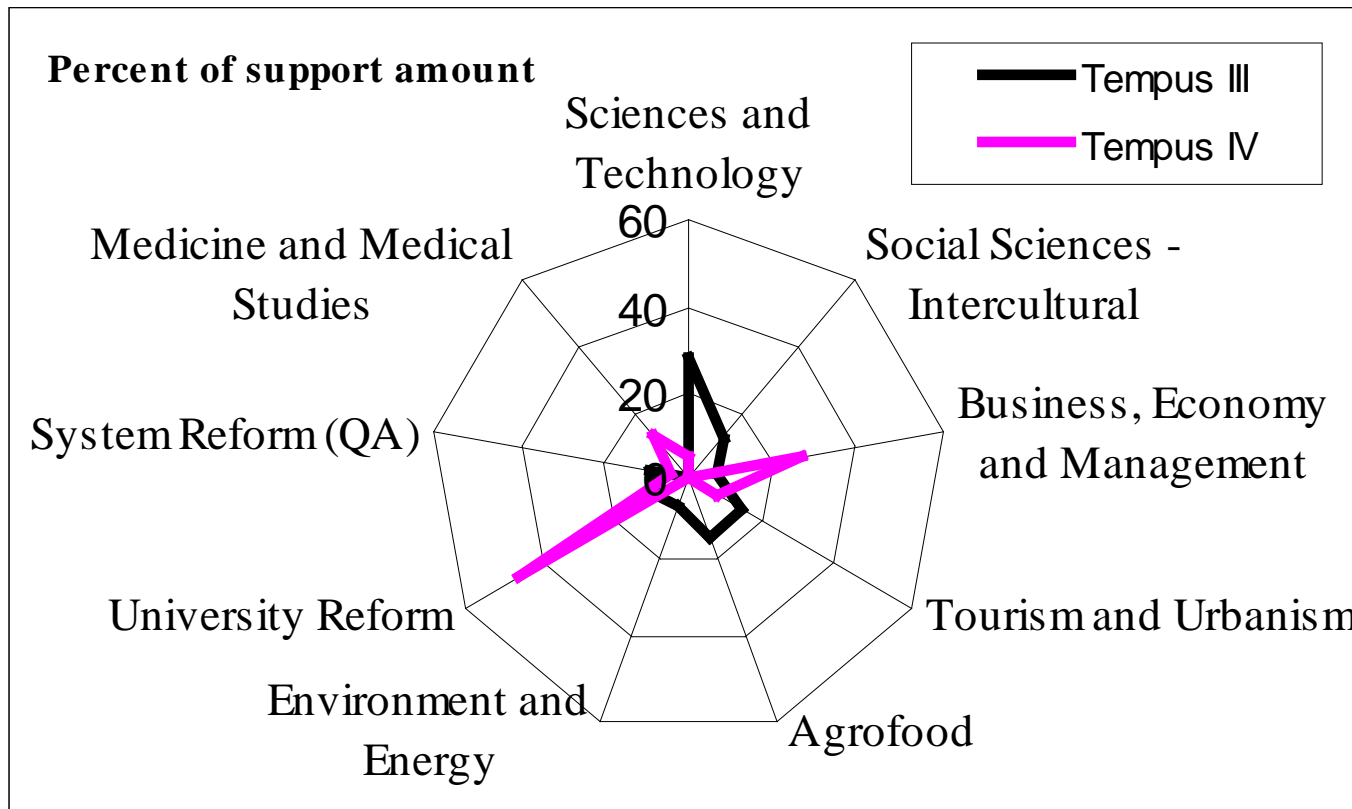 Percent of support amount
Tempus III
Tempus IV
Sciences and
Technology
Social Sciences -
Intercultural
Business, Economy
and Management
Tourism and Urbanism
Agrofood
Environment and
Energy
University Reform
System Reform (QA)
Medicine and Medical
Studies
60
40
20
0